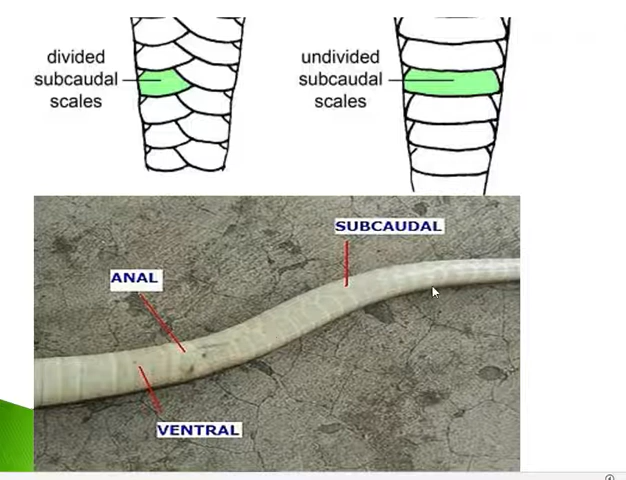 divided
subcaudal
scales
undivided
subcaudal
scales
SUBCAUDAL
ANAL
VENTRAL